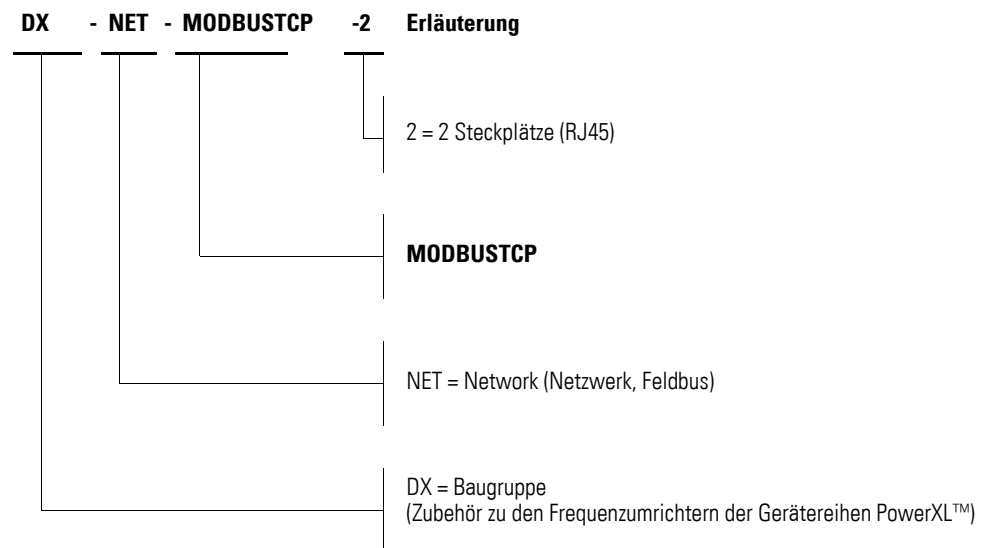 DX - NET - MODBUSTCP -2 Erläuterung
2 = 2 Steckplätze (RJ45)
MODBUSTCP
NET = Network (Netzwerk, Feldbus)
DX = Baugruppe
(Zubehör zu den Frequenzumrichtern der Gerätereihen PowerXL™)